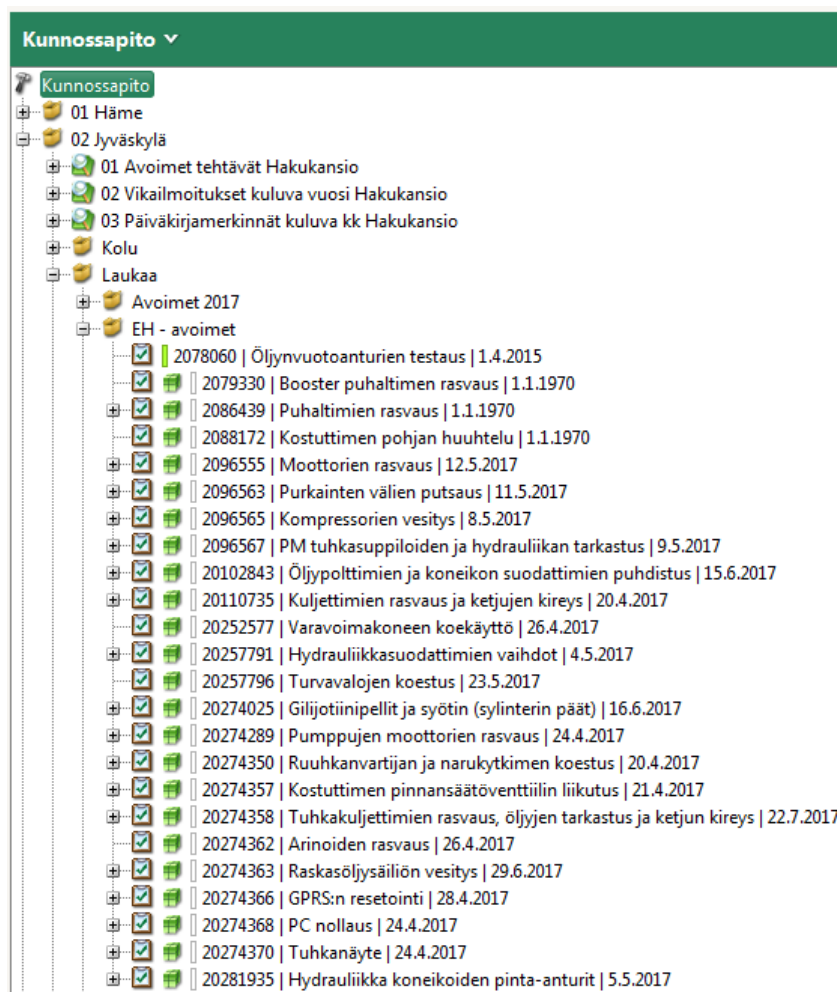 Kunnossapito
Kunnossapito
01 Häme
02 Jyväskylä
01 Avoimet tehtävät Hakukansio
02 Vikailmoitukset kuluva vuosi Hakukansio
03 Päiväkirjamerkinnät kuluva kk Hakukansio
Kolu
Laukaa
Avoimet 2017
EH - avoimet
2078060 | Öljynvuotoanturien testaus | 1.4.2015
2079330 | Booster puhaltimen rasvaus | 1.1.1970
2086439 | Puhaltimien rasvaus | 1.1.1970
2088172 | Kostuttimen pohjan huuhtelu | 1.1.1970
2096555 | Moottorien rasvaus | 12.5.2017
2096563 | Purkainten välien putsaus | 11.5.2017
2096565 | Kompressorien vesitys | 8.5.2017
2096567 | PM tuhkasuppiloiden ja hydrauliikan tarkastus | 9.5.2017
20102843 | Öljypolttimien ja koneikon suodattimien puhdistus | 15.6.2017
20110735 | Kuljettimien rasvaus ja ketjujen kireys | 20.4.2017
20252577 | Varavoimakoneen koekäyttö | 26.4.2017
20257791 | Hydrauliikkasuodattimien vaihdot | 4.5.2017
20257796 | Turvavalojen koestus | 23.5.2017
20274025 | Gilijotiinipellit ja syötin (sylinterin päät) | 16.6.2017
20274289 | Pumppujen moottorien rasvaus | 24.4.2017
20274350 | Ruuhkanvartijan ja narukytkimen koestus | 20.4.2017
20274357 | Kostuttimen pinnansäätöventtiilin liikutus | 21.4.2017
20274358 | Tuhkakuljettimien rasvaus, öljyjen tarkastus ja ketjun kireys | 22.7.2017
20274362 | Arinoiden rasvaus | 26.4.2017
20274363 | Raskasöljysäiliön vesitys | 29.6.2017
20274366 | GPRS:n resetointi | 28.4.2017
20274368 | PC nollaus | 24.4.2017
20274370 | Tuhkanäyte | 24.4.2017
20281935 | Hydrauliikka koneikoiden pinta-anturit | 5.5.2017